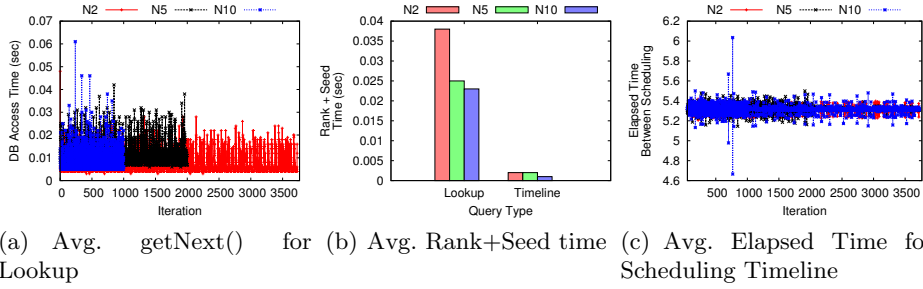 N2 N5 N10
DB Access Time (sec)
0.07
0.06
0.05
0.04
0.03
0.02
0.01
0
0 500 1000 1500 2000 2500 3000 3500
Iteration
(a) Avg. getNext() for
Lookup
N2 N5 N10
Rank + Seed
Time (sec)
0.04
0.035
0.03
0.025
0.02
0.015
0.01
0.005
0
Lookup Timeline
Query Type
(b) Avg. Rank+Seed time
N2 N5 N10
Elapsed Time
Between Scheduling
6.2
6
5.8
5.6
5.4
5.2
5
4.8
4.6
500 1000 1500 2000 2500 3000 3500
Iteration
(c) Avg. Elapsed Time fo
Scheduling Timeline